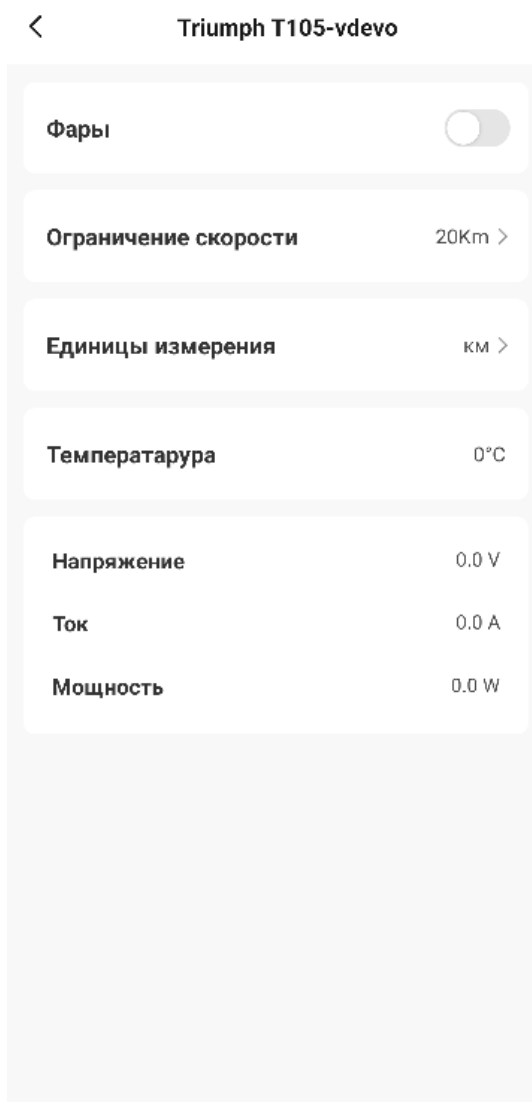 Triumph T105-vdevo
Фары
Ограничение скорости 20Km
Единицы измерения км
Температарура 0°C
Напряжение 0.0 V
Ток 0.0 A
Мощность 0.0 W